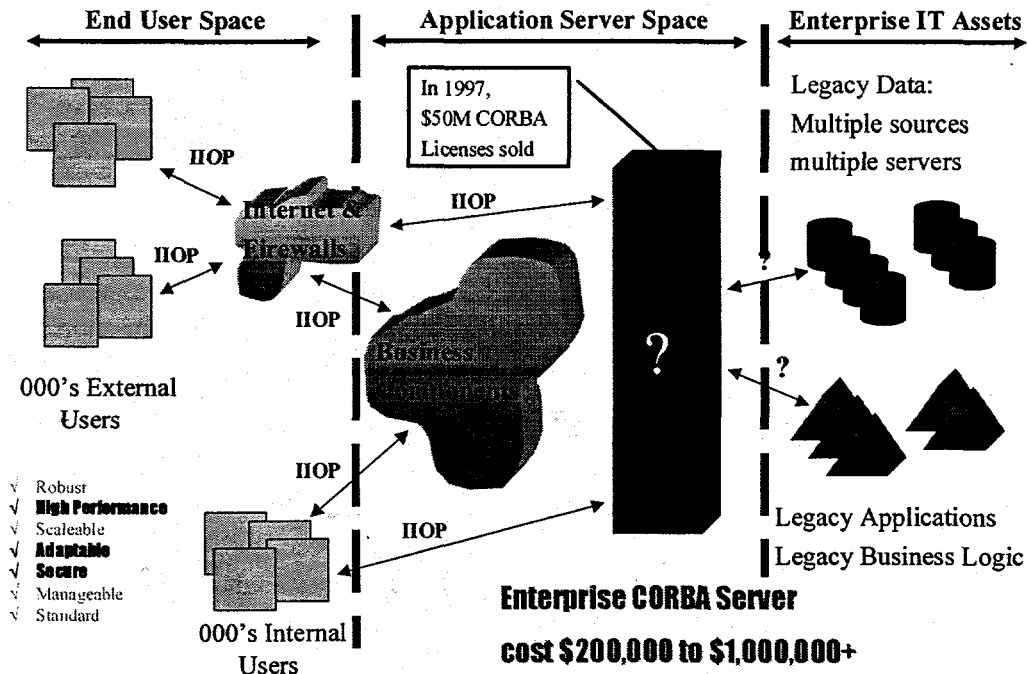 End User Space
Application Server Space
Enterprise IT Assets
In 1997,
$50M CORBA
Licenses sold
Legacy Data:
Multiple sources
multiple servers
IIOP
Internet &
Firewalls
IIOP
IIOP
IIOP
?
Business
Components
?
?
000's External
Users
IIOP
IIOP
√ Robust
√ High Performance
√ Scaleable
√ Adaptable
√ Secure
√ Manageable
√ Standard
000's Internal
Users
Legacy Applications
Legacy Business Logic
Enterprise CORBA Server
cost $200,000 to $1,000,000+